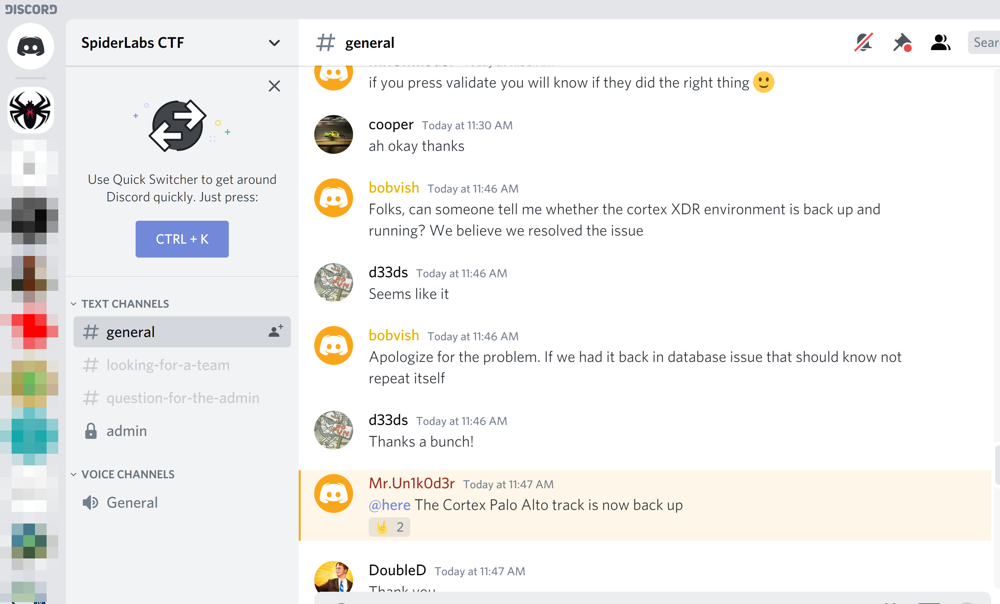 DISCORD
SpiderLabs CTF
Use Quick Switcher to get around
Discord quickly. Just press:
CTRL + K
TEXT CHANNELS
general
looking-for-a-team
question-for-the-admin
admin
VOICE CHANNELS
General
# general
if you press validate you will know if they did the right thing 🙂
cooper Today at 11:30 AM
ah okay thanks
bobvish Today at 11:46 AM
Folks, can someone tell me whether the cortex XDR environment is back up and
running? We believe we resolved the issue
d33ds Today at 11:46 AM
NO FUN
Seems like it
bobvish Today at 11:46 AM
Apologize for the problem. If we had it back in database issue that should know not
repeat itself
d33ds Today at 11:46 AM
NO FUN
Thanks a bunch!
Mr.Un1k0d3r Today at 11:47 AM
@here The Cortex Palo Alto track is now back up
🤘 2
DoubleD Today at 11:47 AM
Thank you